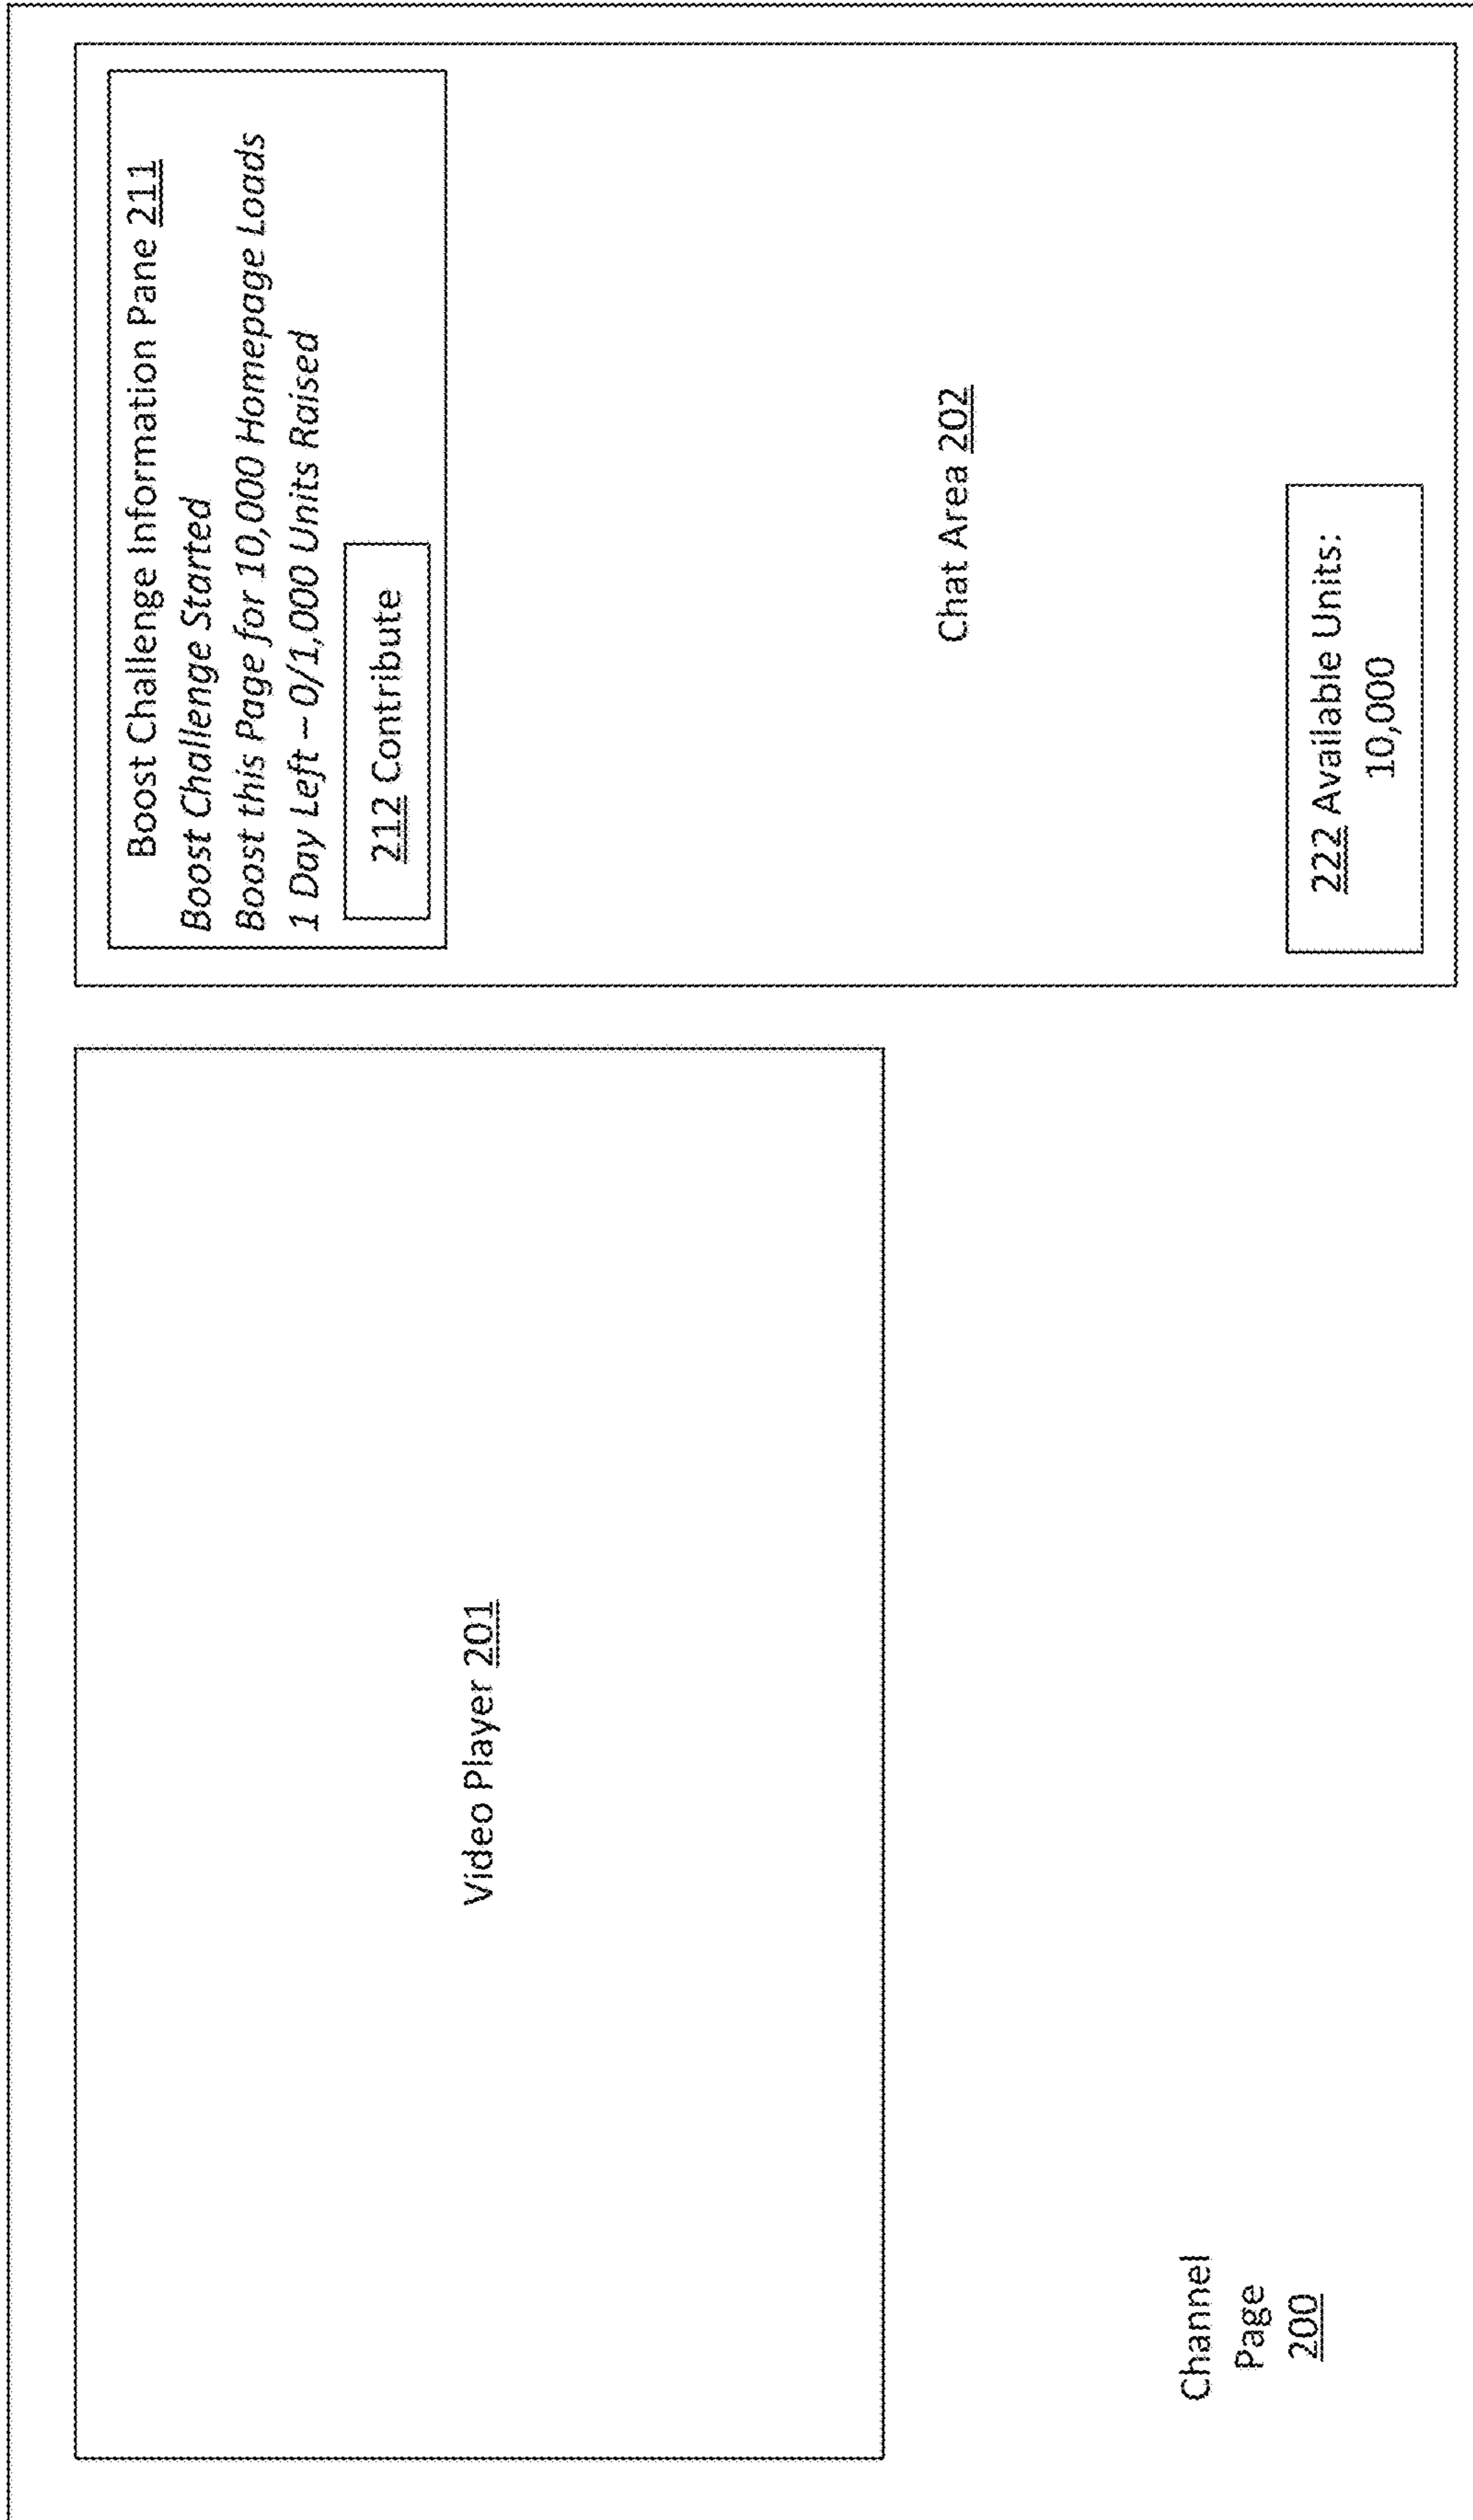 Video Player 201
Channel
Page
200
Boost Challenge Information Pane 211
Boost Challenge Started
Boost this Page for 10,000 Homepage Loads
1 Day Left – 0/1,000 Units Raised
212 Contribute
Chat Area 202
222 Available Units:
10,000